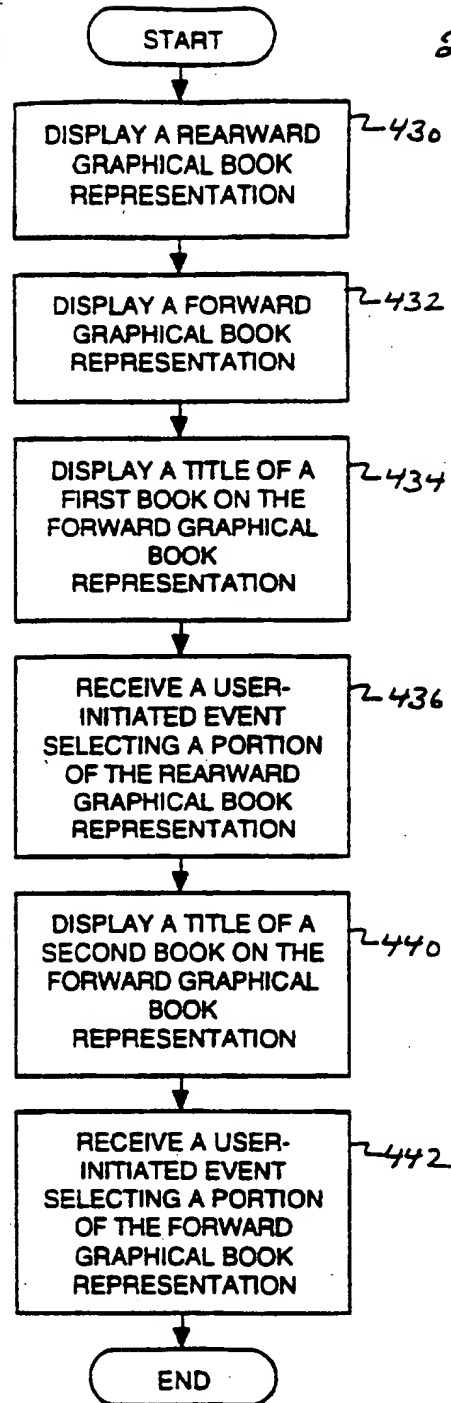 START
DISPLAY A REARWARD
GRAPHICAL BOOK
REPRESENTATION
430
DISPLAY A FORWARD
GRAPHICAL BOOK
REPRESENTATION
432
DISPLAY A TITLE OF A
FIRST BOOK ON THE
FORWARD GRAPHICAL
BOOK
REPRESENTATION
434
RECEIVE A USER-
INITIATED EVENT
SELECTING A PORTION
OF THE REARWARD
GRAPHICAL BOOK
REPRESENTATION
436
DISPLAY A TITLE OF A
SECOND BOOK ON THE
FORWARD GRAPHICAL
BOOK
REPRESENTATION
440
RECEIVE A USER-
INITIATED EVENT
SELECTING A PORTION
OF THE FORWARD
GRAPHICAL BOOK
REPRESENTATION
442
END